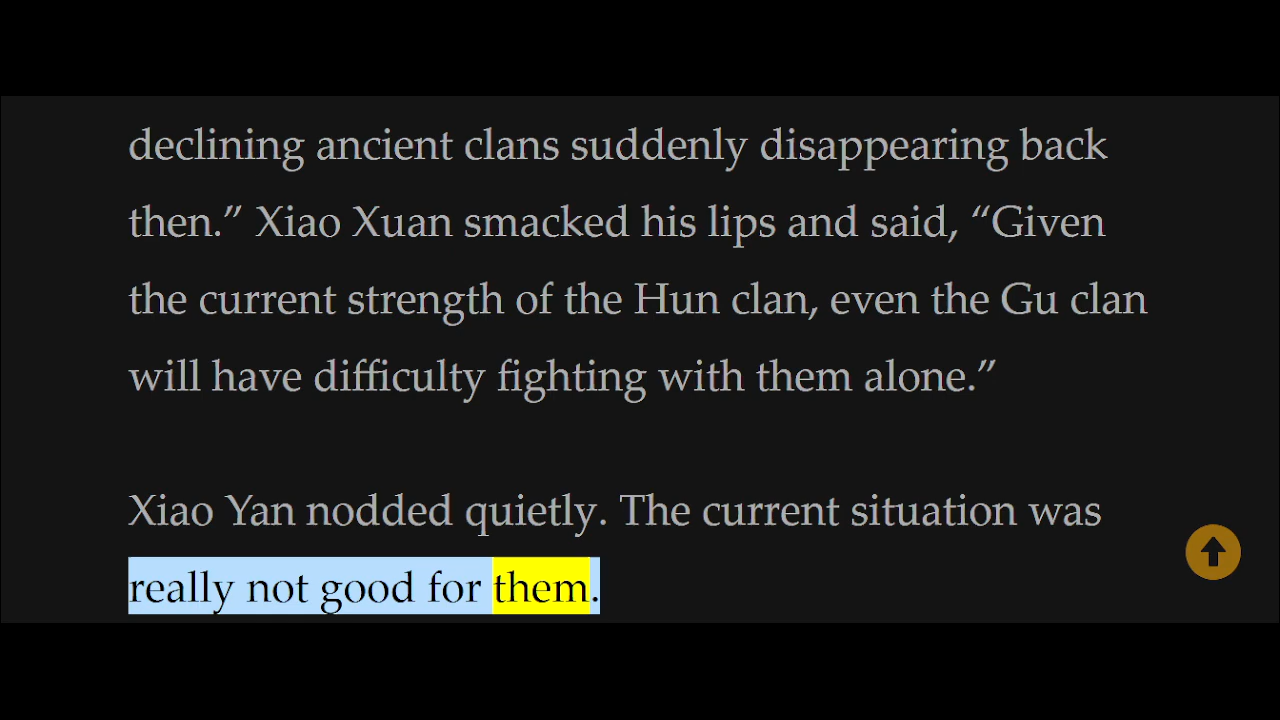 declining ancient clans suddenly disappearing back
then.” Xiao Xuan smacked his lips and said, “Given
the current strength of the Hun clan, even the Gu clan
will have difficulty fighting with them alone.”
Xiao Yan nodded quietly. The current situation was
really not good for them.